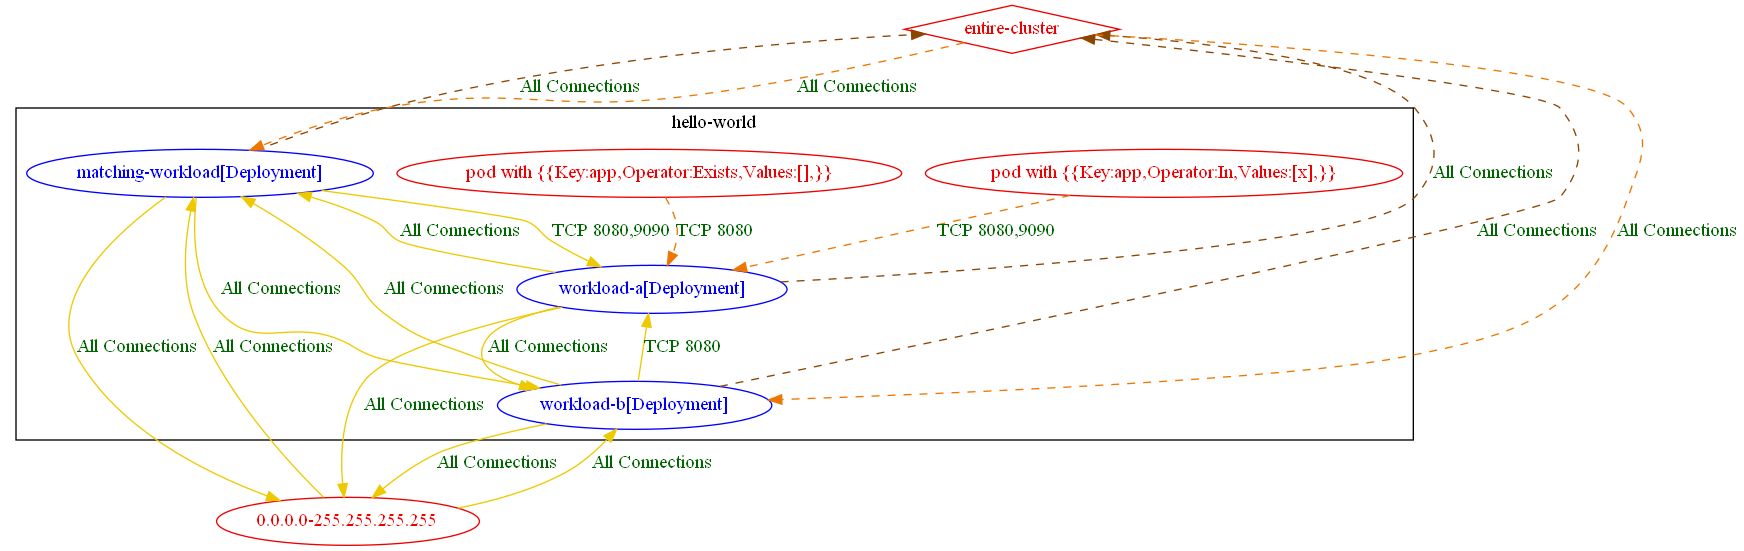 entire-cluster
All Connections
All Connections
hello-world
matching-workload[Deployment]
pod with {{Key:app,Operator:Exists,Values:[],}}
pod with {{Key:app,Operator:In,Values:[x],}}
All Connections
All Connections
TCP 8080,9090
TCP 8080
TCP 8080,9090
All Connections
All Connections
All Connections
All Connections
workload-a[Deployment]
All Connections
All Connections
All Connections
TCP 8080
All Connections
workload-b[Deployment]
All Connections
All Connections
0.0.0.0-255.255.255.255